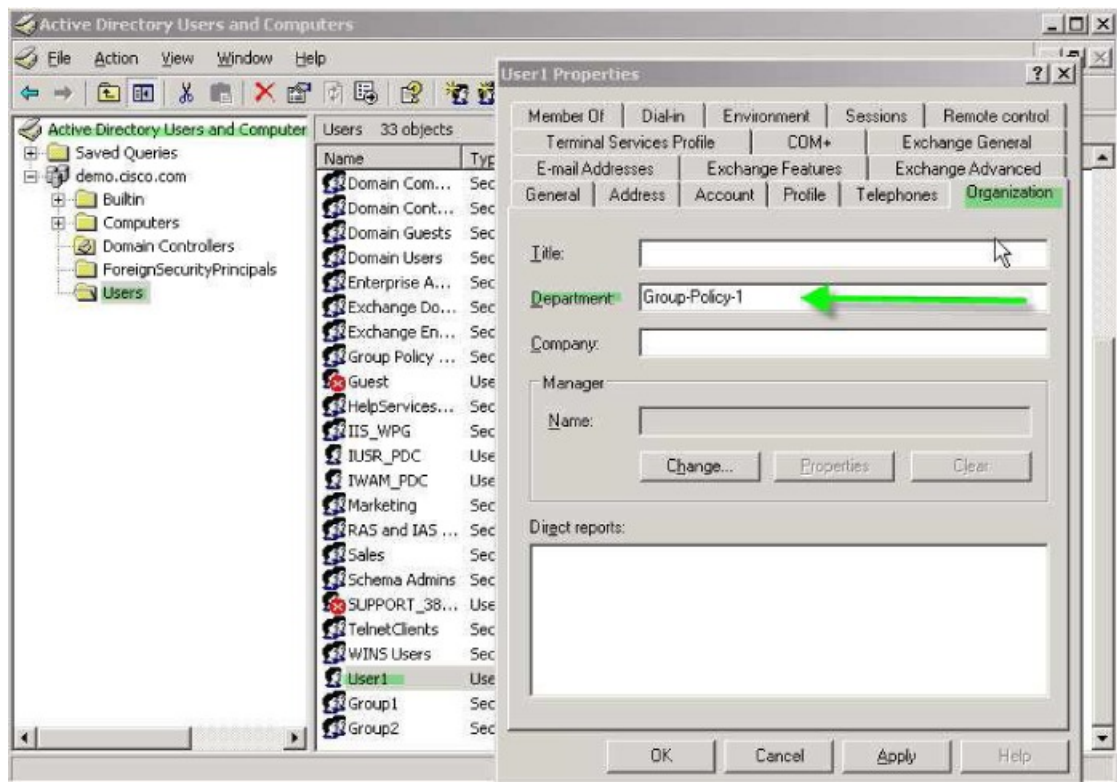 Active Directory Users and Computers
File Action View Window Help
Active Directory Users and Computer
Saved Queries
demo.cisco.com
Builtin
Computers
Domain Controllers
ForeignSecurityPrincipals
Users
Users 33 objects
Name Typ
Domain Com... Sec
Domain Cont... Sec
Domain Guests Sec
Domain Users Sec
Enterprise A... Sec
Exchange Do... Sec
Exchange En... Sec
Group Policy ... Sec
Guest Use
HelpServices... Sec
IIS_WPG Sec
IUSR_PDC Use
IWAM_PDC Use
Marketing Sec
RAS and IAS ... Sec
Sales Sec
Schema Admins Sec
SUPPORT_38... Use
TelnetClients Sec
WINS Users Sec
User1 Use
Group1 Sec
Group2 Sec
User1 Properties
Member Of Dial-in Environment Sessions Remote control
Terminal Services Profile COM+ Exchange General
E-mail Addresses Exchange Features Exchange Advanced
General Address Account Profile Telephones Organization
Title:
Department: Group-Policy-1
Company:
Manager
Name:
Change... Properties Clear
Direct reports:
OK Cancel Apply Help